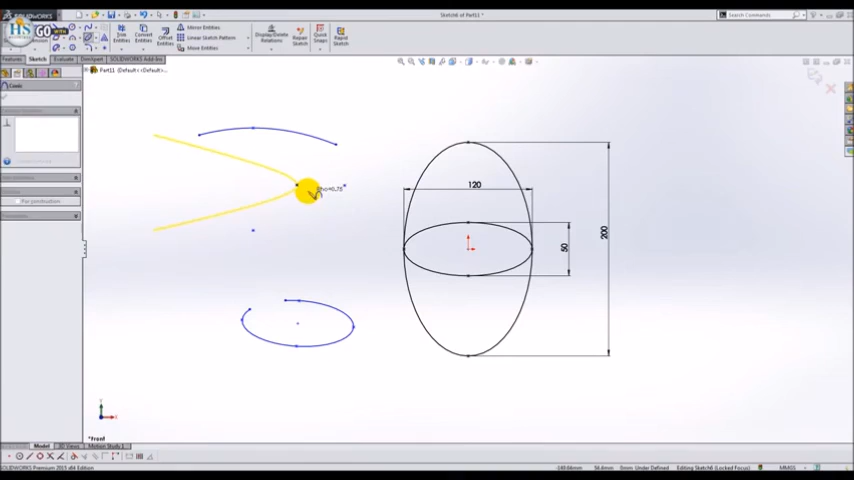 Sketch6 of Part11 *
Search Commands
HS
GO
Trim Entities
Convert Entities
Offset Entities
Mirror Entities
Linear Sketch Pattern
Move Entities
Display/Delete Relations
Repair Sketch
Quick Snaps
Rapid Sketch
Features
Sketch
Evaluate
DimXpert
SOLIDWORKS Add-Ins
Part11 (Default<<Default>...
Conic
For construction
120
50
200
Y
X
*Front
Model
3D Views
Motion Study 1
SOLIDWORKS Premium 2015 x64 Edition
0mm
Under Defined
Editing Sketch6 (Locked Focus)